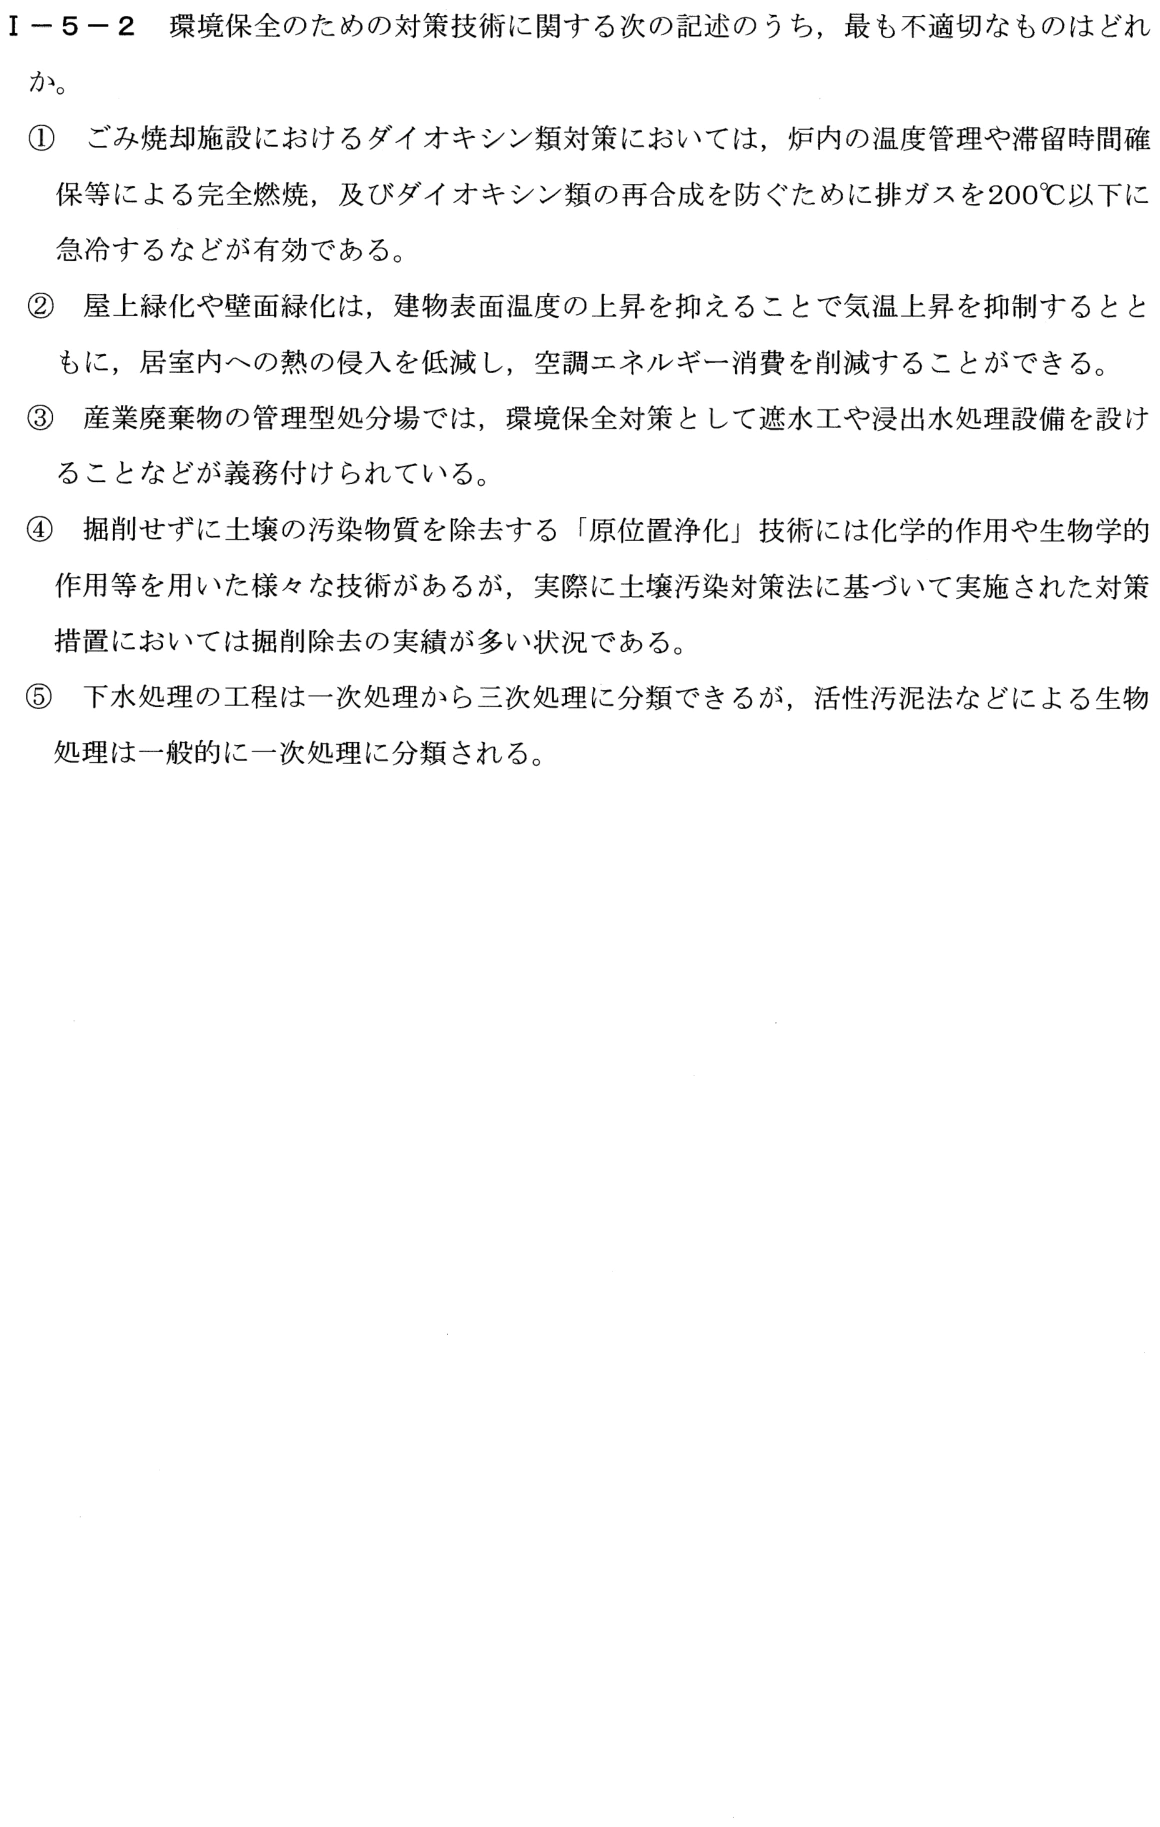 Ⅰ－５－２　環境保全のための対策技術に関する次の記述のうち，最も不適切なものはどれ
か。
①　ごみ焼却施設におけるダイオキシン類対策においては，炉内の温度管理や滞留時間確
保等による完全燃焼，及びダイオキシン類の再合成を防ぐために排ガスを200℃以下に
急冷するなどが有効である。
②　屋上緑化や壁面緑化は，建物表面温度の上昇を抑えることで気温上昇を抑制するとと
もに，居室内への熱の侵入を低減し，空調エネルギー消費を削減することができる。
③　産業廃棄物の管理型処分場では，環境保全対策として遮水工や浸出水処理設備を設け
ることなどが義務付けられている。
④　掘削せずに土壌の汚染物質を除去する「原位置浄化」技術には化学的作用や生物学的
作用等を用いた様々な技術があるが，実際に土壌汚染対策法に基づいて実施された対策
措置においては掘削除去の実績が多い状況である。
⑤　下水処理の工程は一次処理から三次処理に分類できるが，活性汚泥法などによる生物
処理は一般的に一次処理に分類される。